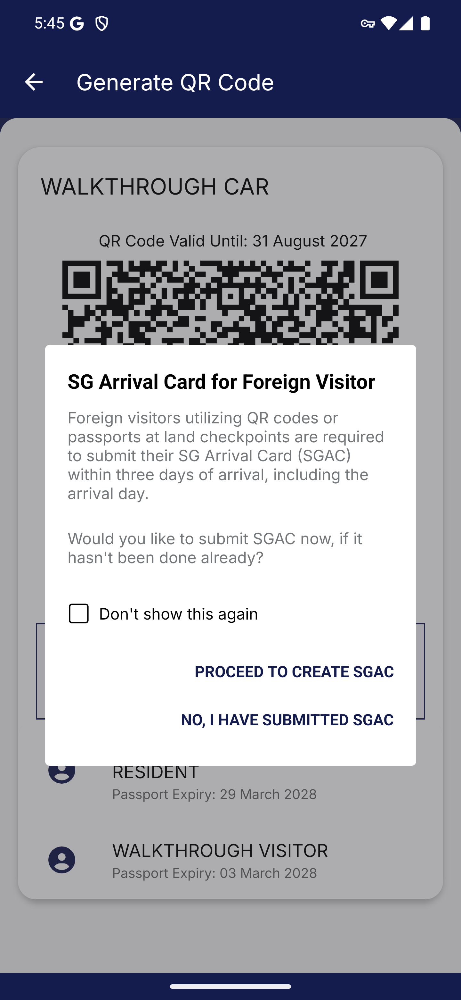 5:45
Generate QR Code
WALKTHROUGH CAR
QR Code Valid Until: 31 August 2027
SG Arrival Card for Foreign Visitor
Foreign visitors utilizing QR codes or
passports at land checkpoints are required
to submit their SG Arrival Card (SGAC)
within three days of arrival, including the
arrival day.
Would you like to submit SGAC now, if it
hasn't been done already?
Don't show this again
PROCEED TO CREATE SGAC
NO, I HAVE SUBMITTED SGAC
RESIDENT
Passport Expiry: 29 March 2028
WALKTHROUGH VISITOR
Passport Expiry: 03 March 2028